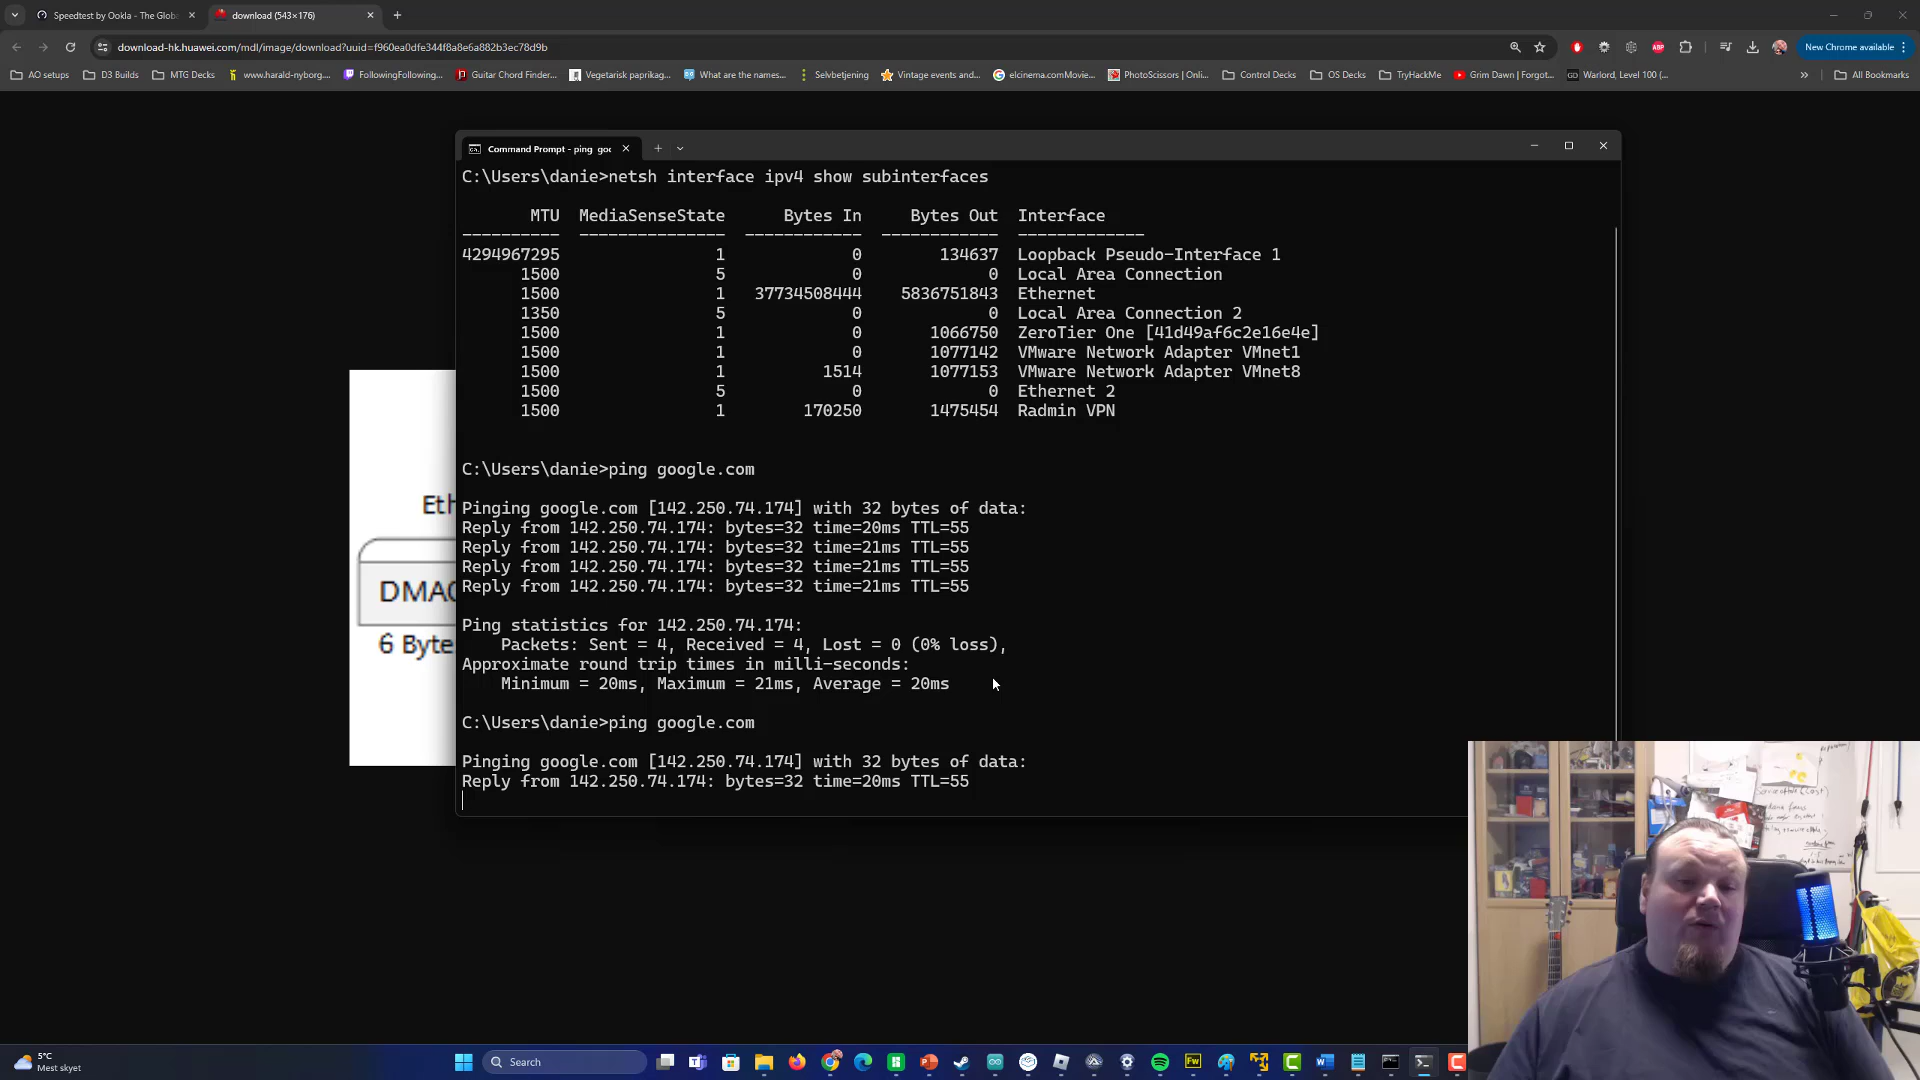 Speedtest by Ookla - The Globa
download (543×176)
download-hk.huawei.com/mdl/image/download?uuid=f960ea0dfe344f8a8e6a882b3ec78d9b
New Chrome available
AO setups
D3 Builds
MTG Decks
www.harald-nyborg....
FollowingFollowing...
Guitar Chord Finder...
Vegetarisk paprikag...
What are the names...
Selvbetjening
Vintage events and...
elcinema.comMovie...
PhotoScissors | Onli...
Control Decks
OS Decks
TryHackMe
Grim Dawn | Forgot...
Warlord, Level 100 (...
All Bookmarks
Command Prompt - ping goc
C:\Users\danie>netsh interface ipv4 show subinterfaces
MTU MediaSenseState Bytes In Bytes Out Interface
---------- --------------- ------------ ------------ -------------
4294967295 1 0 134637 Loopback Pseudo-Interface 1
1500 5 0 0 Local Area Connection
1500 1 37734508444 5836751843 Ethernet
1350 5 0 0 Local Area Connection 2
1500 1 0 1066750 ZeroTier One [41d49af6c2e16e4e]
1500 1 0 1077142 VMware Network Adapter VMnet1
1500 1 1514 1077153 VMware Network Adapter VMnet8
1500 5 0 0 Ethernet 2
1500 1 170250 1475454 Radmin VPN
C:\Users\danie>ping google.com
Pinging google.com [142.250.74.174] with 32 bytes of data:
Reply from 142.250.74.174: bytes=32 time=20ms TTL=55
Reply from 142.250.74.174: bytes=32 time=21ms TTL=55
Reply from 142.250.74.174: bytes=32 time=21ms TTL=55
Reply from 142.250.74.174: bytes=32 time=21ms TTL=55
Ping statistics for 142.250.74.174:
Packets: Sent = 4, Received = 4, Lost = 0 (0% loss),
Approximate round trip times in milli-seconds:
Minimum = 20ms, Maximum = 21ms, Average = 20ms
C:\Users\danie>ping google.com
Pinging google.com [142.250.74.174] with 32 bytes of data:
Reply from 142.250.74.174: bytes=32 time=20ms TTL=55
Eth
DMAC
6 Byte
5°C
Mest skyet
Search